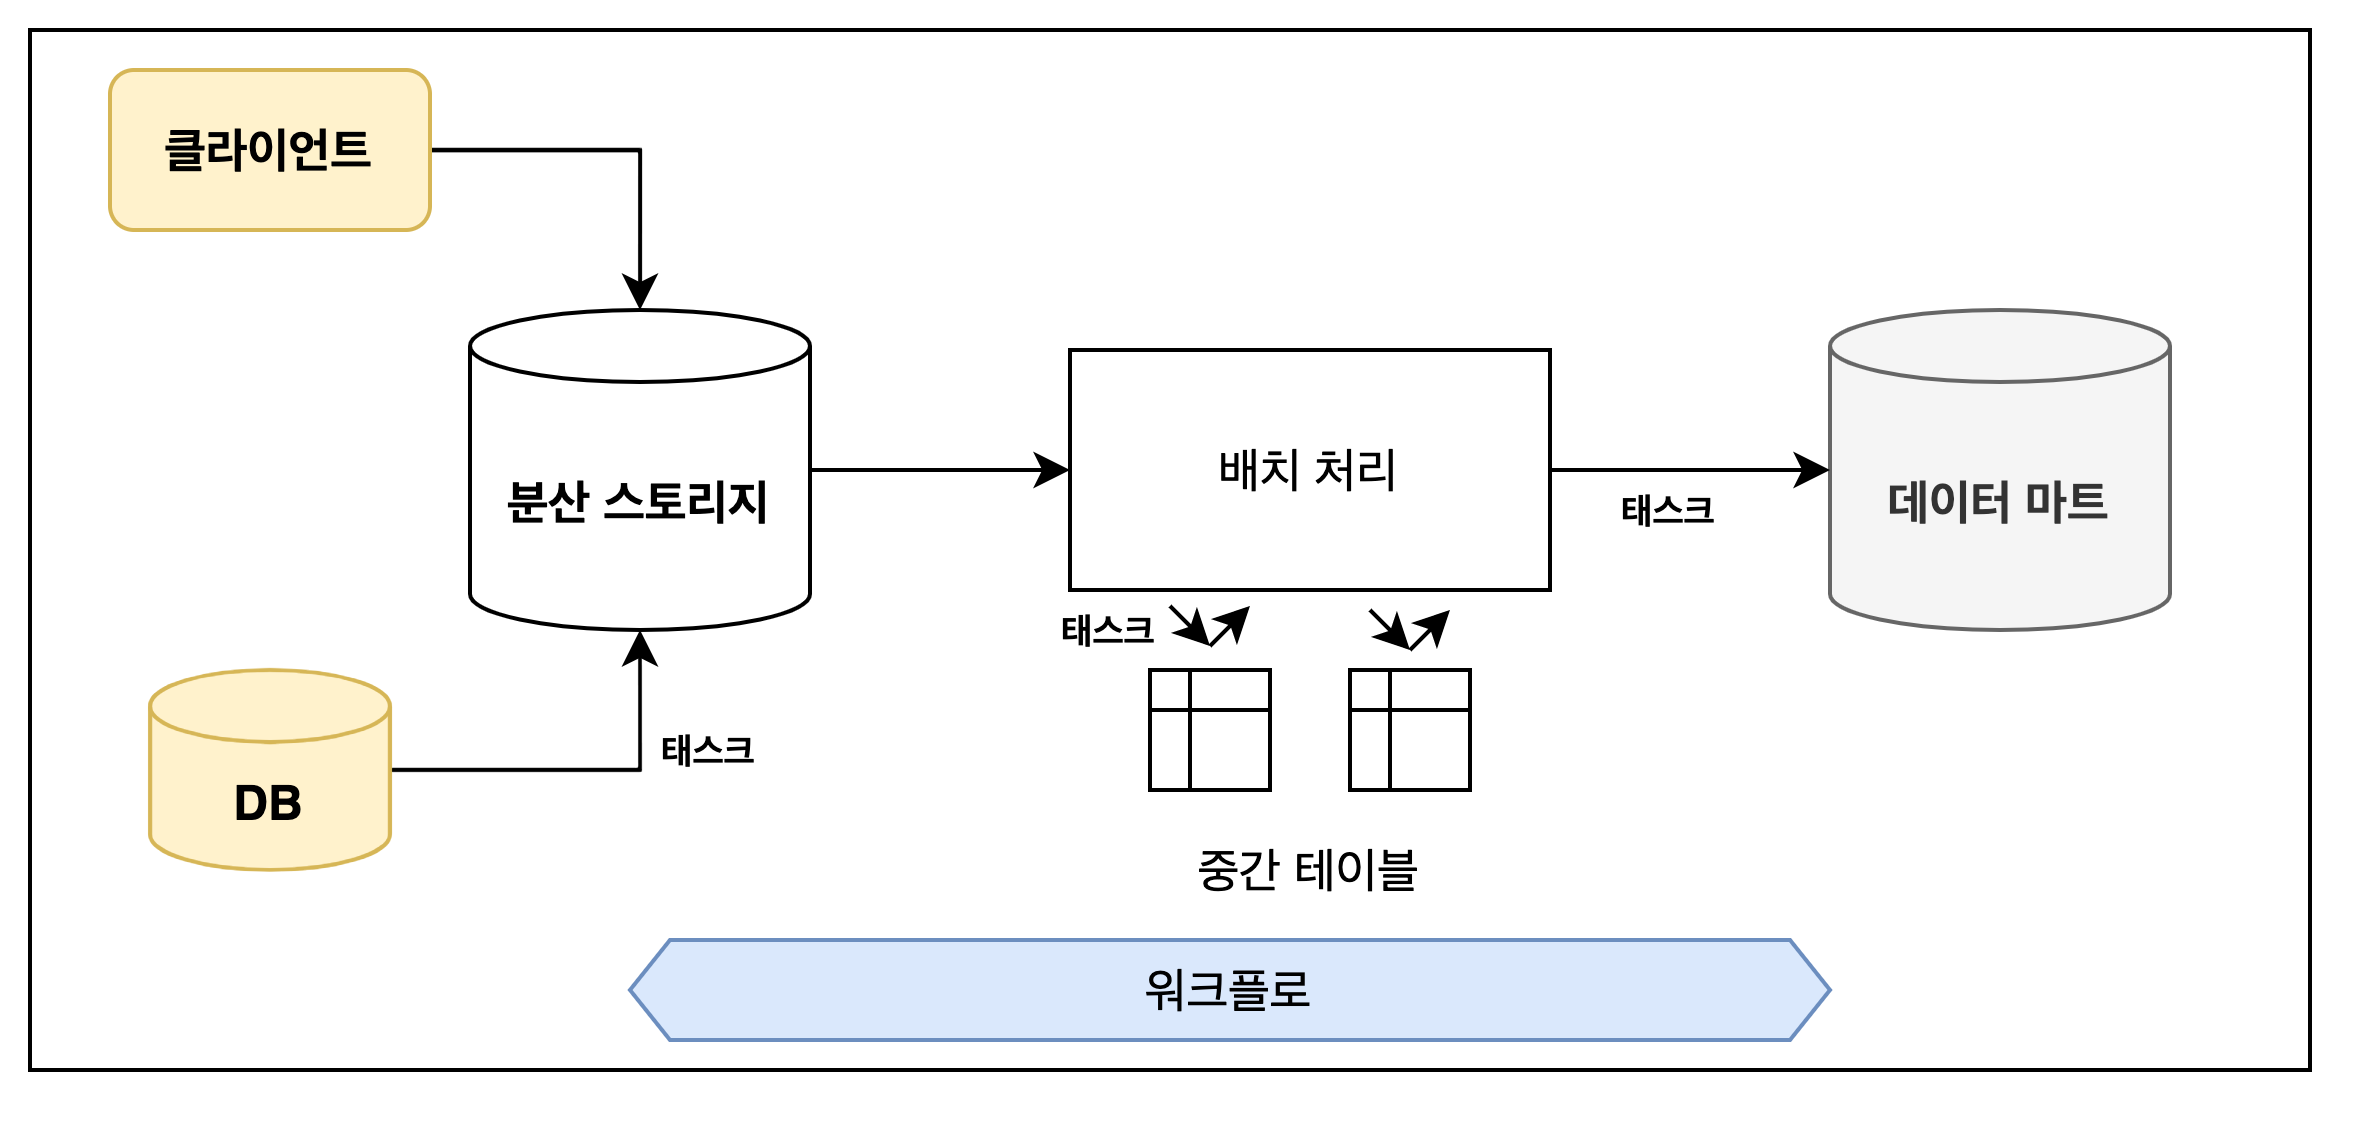 클라이언트
분산 스토리지
배치 처리
태스크
데이터 마트
태스크
DB
태스크
중간 테이블
워크플로